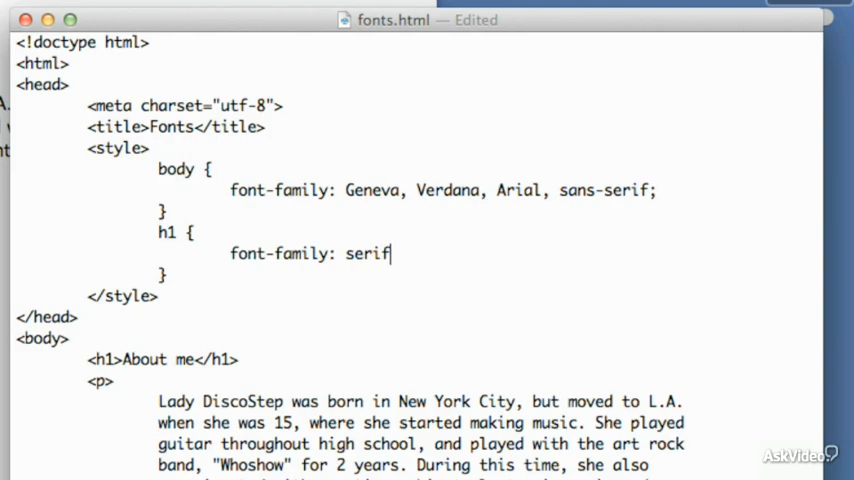 fonts.html — Edited
<!doctype html>
<html>
<head>
<meta charset="utf-8">
<title>Fonts</title>
<style>
body {
font-family: Geneva, Verdana, Arial, sans-serif;
}
h1 {
font-family: serif
}
</style>
</head>
<body>
<h1>About me</h1>
<p>
Lady DiscoStep was born in New York City, but moved to L.A.
when she was 15, where she started making music. She played
guitar throughout high school, and played with the art rock
band, "Whoshow" for 2 years. During this time, she also
AskVideo